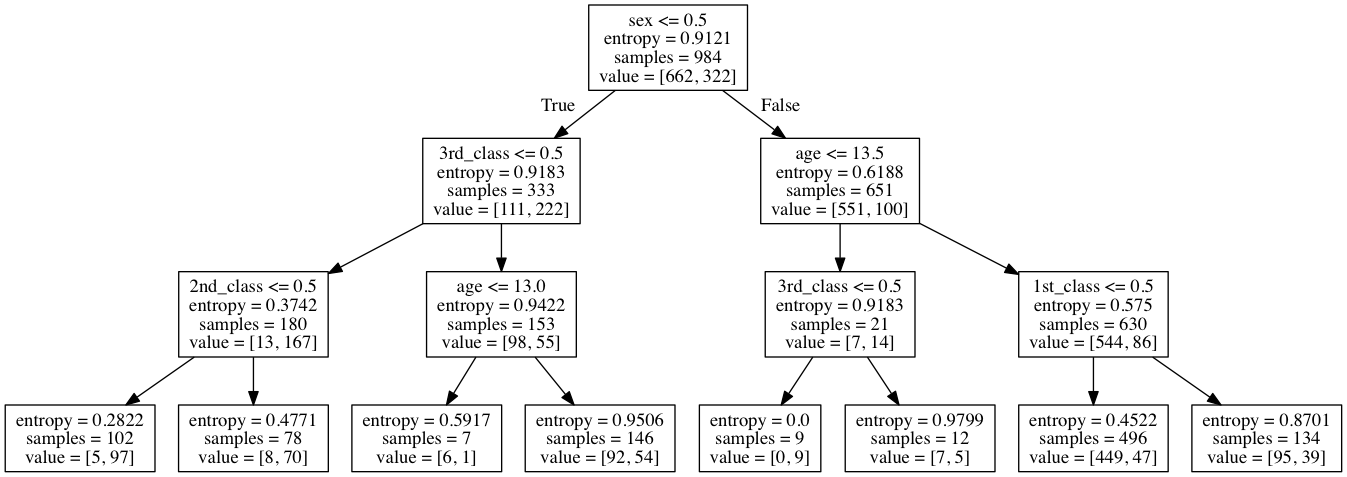 sex <= 0.5
entropy = 0.9121
samples = 984
value = [662, 322]
True
False
3rd_class <= 0.5
entropy = 0.9183
samples = 333
value = [111, 222]
age <= 13.5
entropy = 0.6188
samples = 651
value = [551, 100]
2nd_class <= 0.5
entropy = 0.3742
samples = 180
value = [13, 167]
age <= 13.0
entropy = 0.9422
samples = 153
value = [98, 55]
3rd_class <= 0.5
entropy = 0.9183
samples = 21
value = [7, 14]
1st_class <= 0.5
entropy = 0.575
samples = 630
value = [544, 86]
entropy = 0.2822
samples = 102
value = [5, 97]
entropy = 0.4771
samples = 78
value = [8, 70]
entropy = 0.5917
samples = 7
value = [6, 1]
entropy = 0.9506
samples = 146
value = [92, 54]
entropy = 0.0
samples = 9
value = [0, 9]
entropy = 0.9799
samples = 12
value = [7, 5]
entropy = 0.4522
samples = 496
value = [449, 47]
entropy = 0.8701
samples = 134
value = [95, 39]